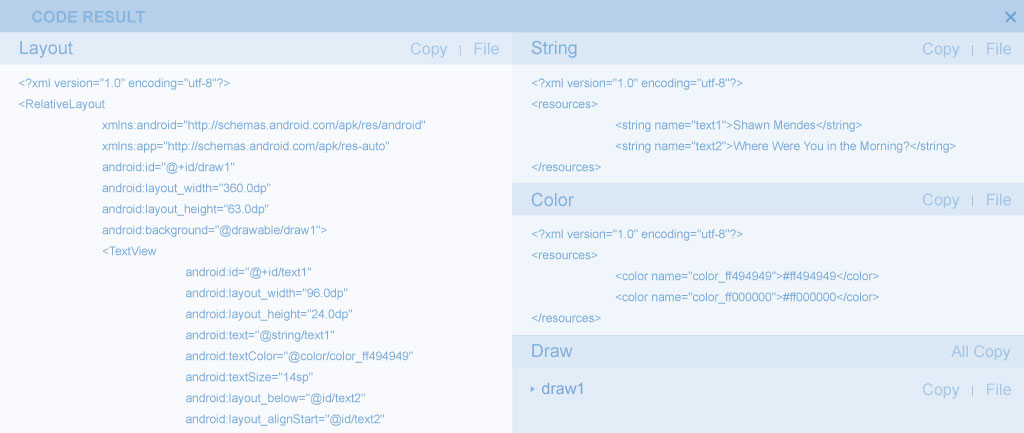 CODE RESULT
Layout
Copy | File
<?xml version="1.0" encoding="utf-8"?>
<RelativeLayout
xmlns:android="http://schemas.android.com/apk/res/android"
xmlns:app="http://schemas.android.com/apk/res-auto"
android:id="@+id/draw1"
android:layout_width="360.0dp"
android:layout_height="63.0dp"
android:background="@drawable/draw1">
<TextView
android:id="@+id/text1"
android:layout_width="96.0dp"
android:layout_height="24.0dp"
android:text="@string/text1"
android:textColor="@color/color_ff494949"
android:textSize="14sp"
android:layout_below="@id/text2"
android:layout_alignStart="@id/text2"
String
Copy | File
<?xml version="1.0" encoding="utf-8"?>
<resources>
<string name="text1">Shawn Mendes</string>
<string name="text2">Where Were You in the Morning?</string>
</resources>
Color
Copy | File
<?xml version="1.0" encoding="utf-8"?>
<resources>
<color name="color_ff494949">#ff494949</color>
<color name="color_ff000000">#ff000000</color>
</resources>
Draw
All Copy
draw1
Copy | File